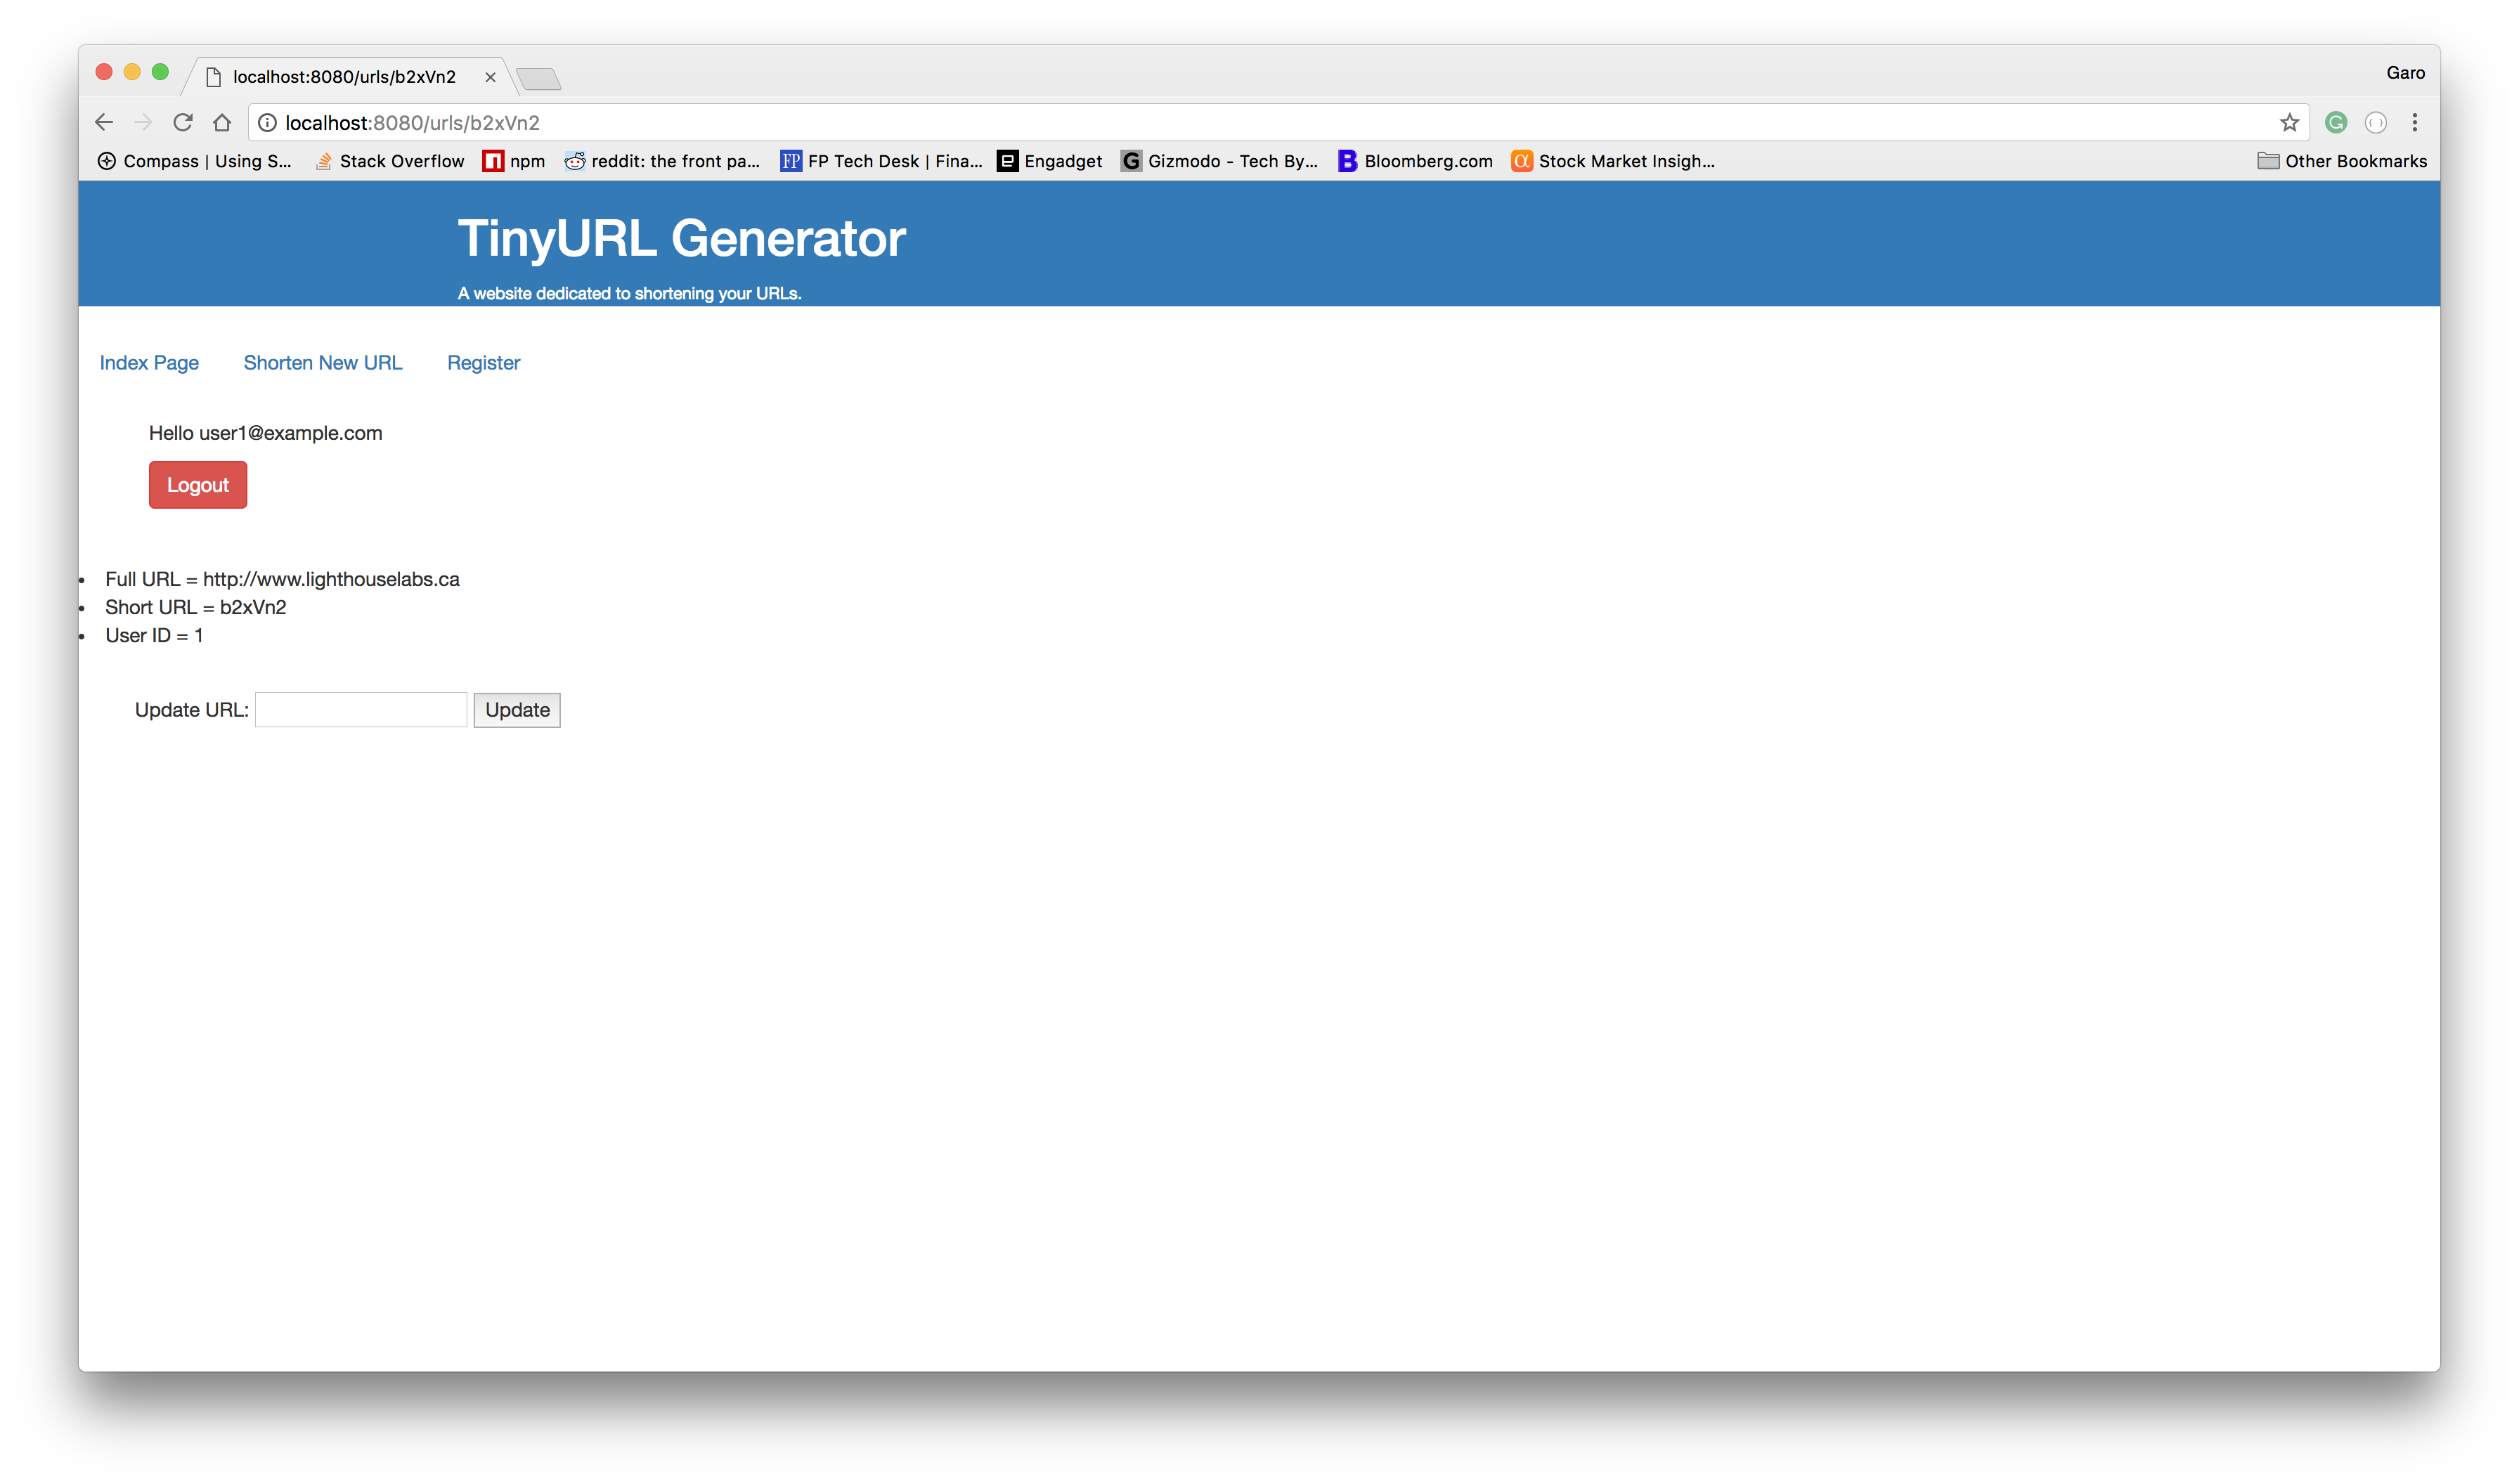 localhost:8080/urls/b2xVn2
Garo
localhost:8080/urls/b2xVn2
Compass | Using S... Stack Overflow npm reddit: the front pa... FP FP Tech Desk | Fina... e Engadget G Gizmodo - Tech By... B Bloomberg.com α Stock Market Insigh... Other Bookmarks
TinyURL Generator
A website dedicated to shortening your URLs.
Index Page Shorten New URL Register
Hello user1@example.com
Logout
• Full URL = http://www.lighthouselabs.ca
• Short URL = b2xVn2
• User ID = 1
Update URL: Update